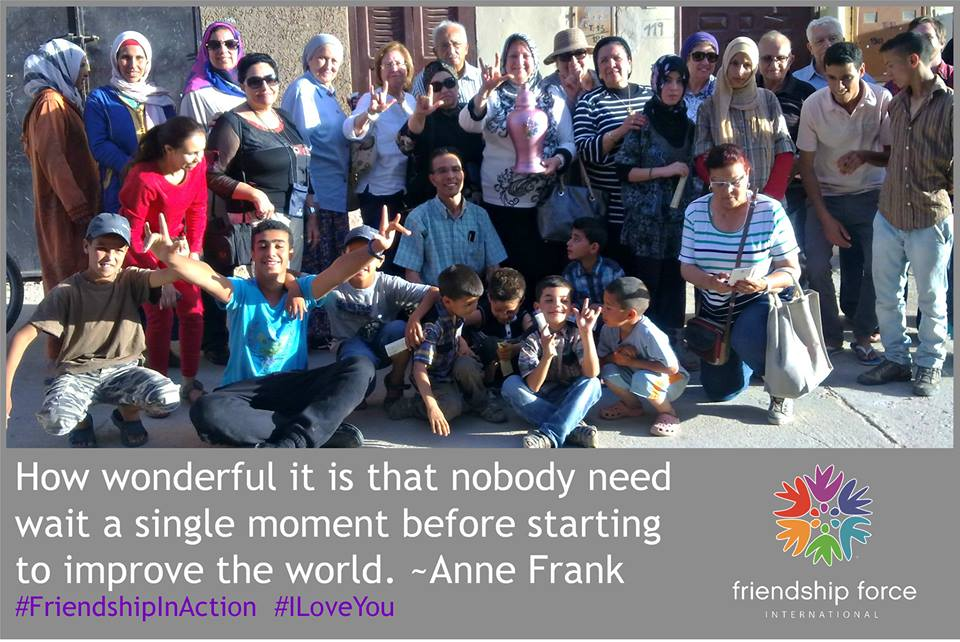 119
How wonderful it is that nobody need
wait a single moment before starting
to improve the world. ~Anne Frank
#FriendshipInAction #ILoveYou
friendship force
INTERNATIONAL